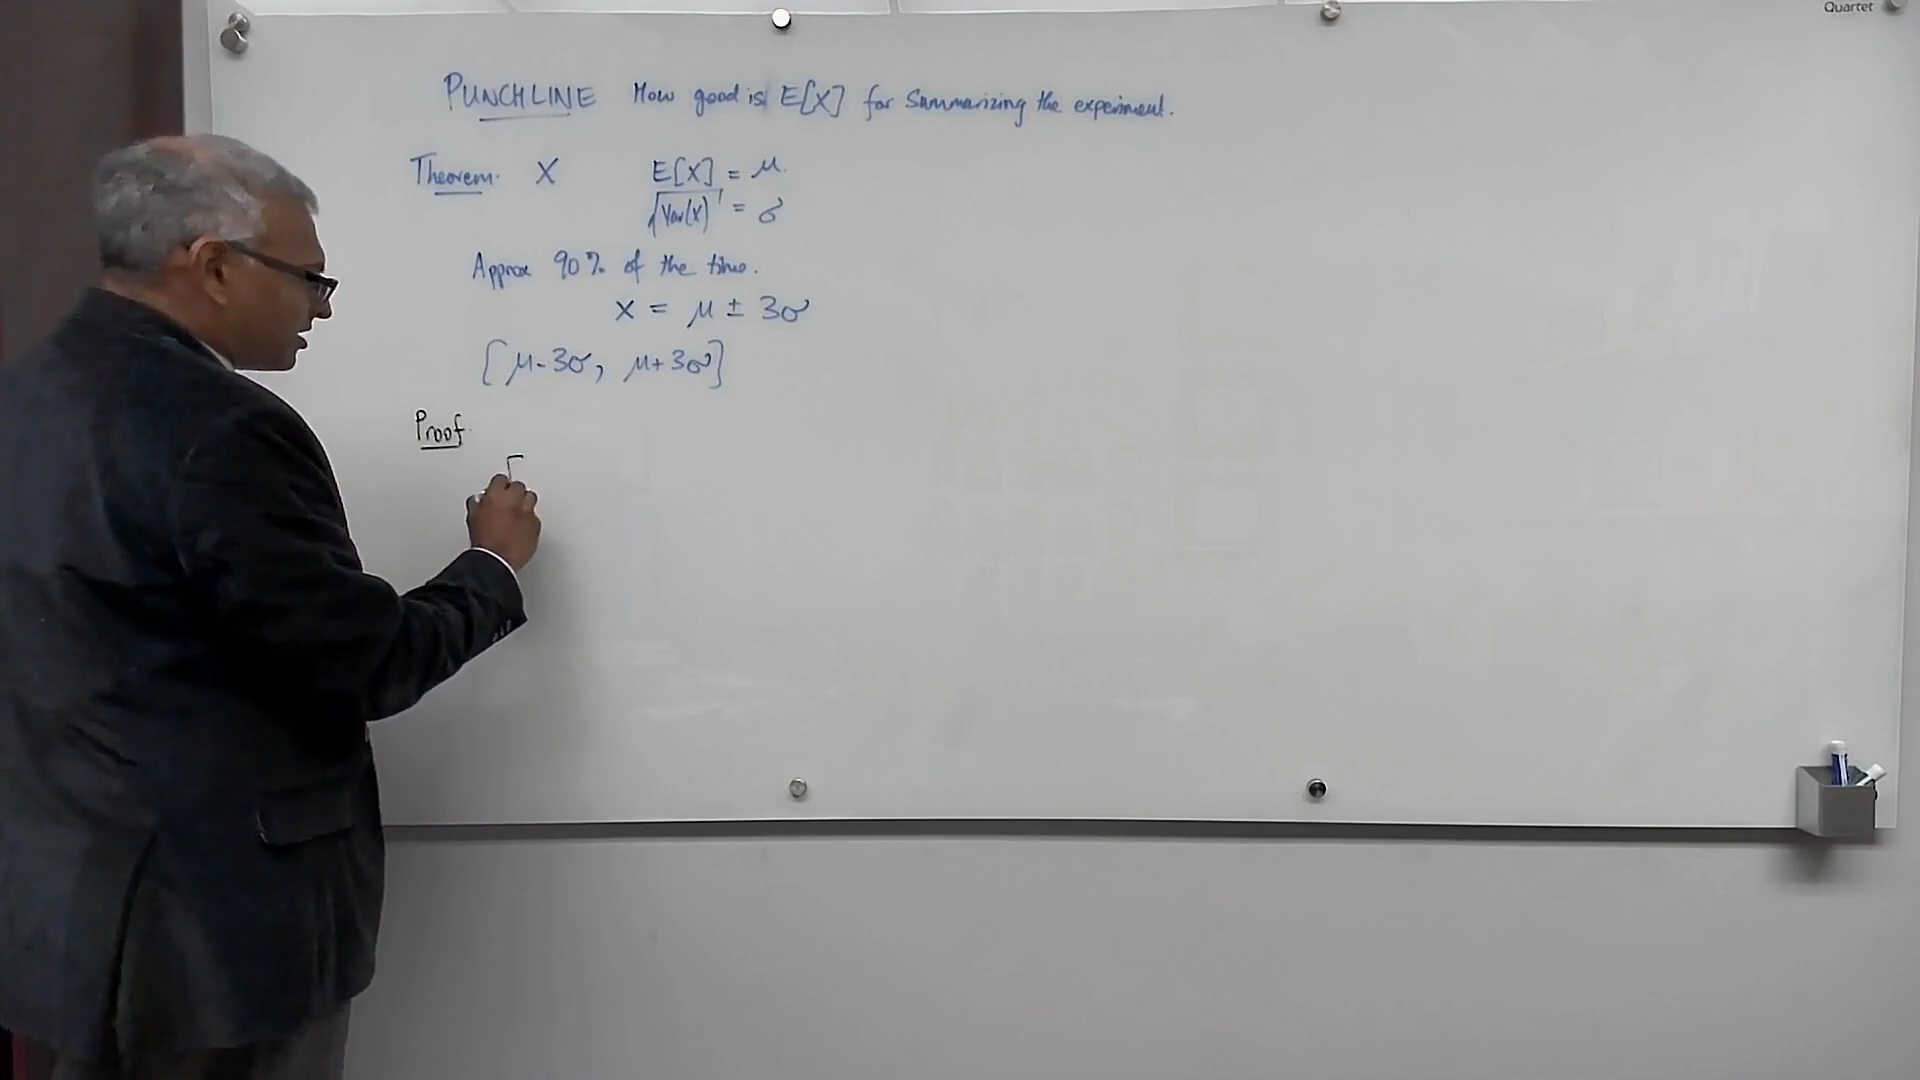 Quartet
PUNCHLINE How good is E[X] for Summarizing the experiment.
Theorem. X E[X] = μ.
√Var(X) = σ
Approx 90% of the time.
X = μ ± 3σ
[μ-3σ, μ+3σ]
Proof.